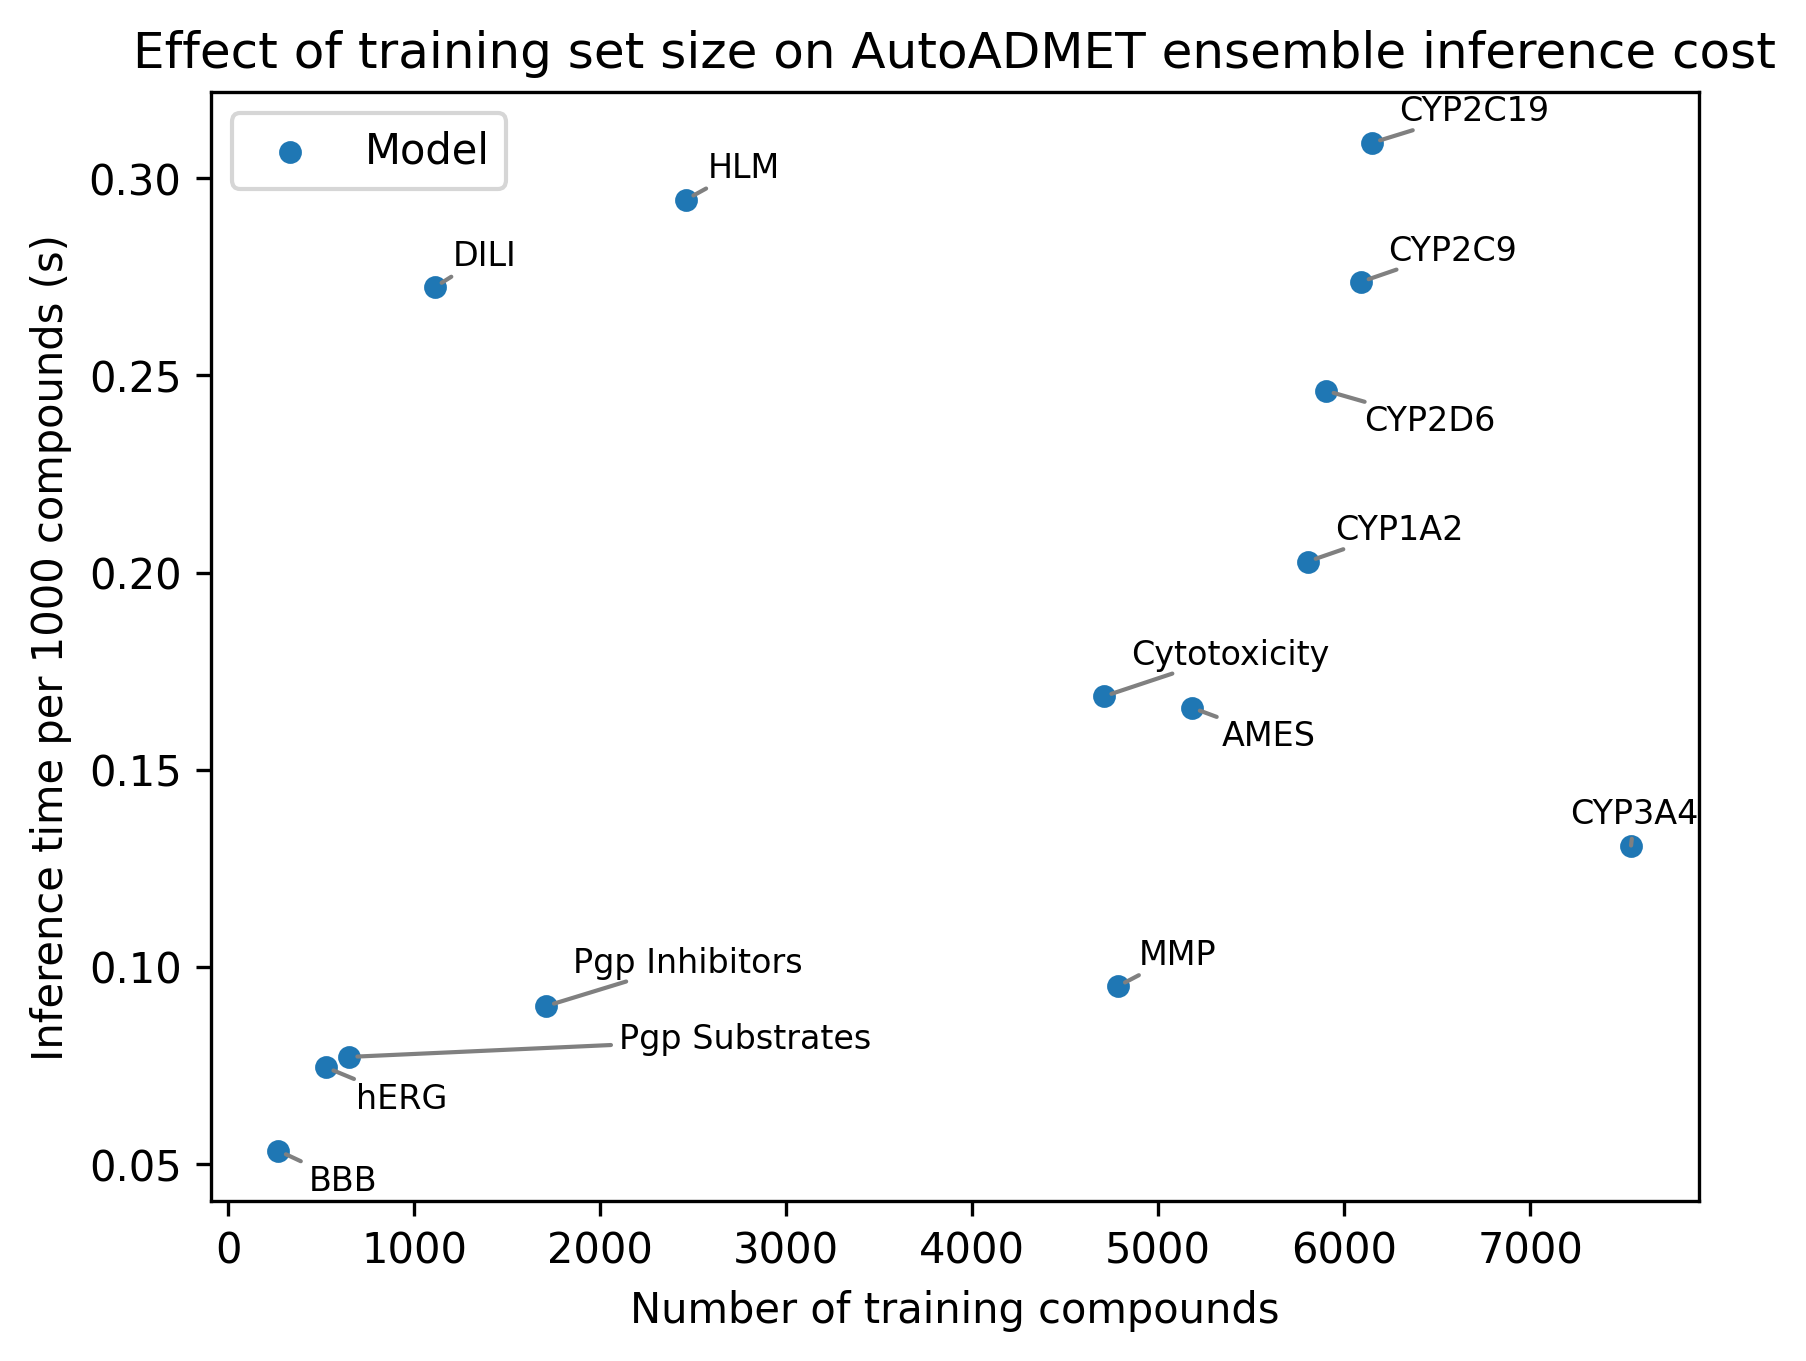 Effect of training set size on AutoADMET ensemble inference cost
Model
CYP2C19
HLM
DILI
CYP2C9
CYP2D6
CYP1A2
Cytotoxicity
AMES
CYP3A4
Pgp Inhibitors
MMP
Pgp Substrates
hERG
BBB
0.30
0.25
0.20
0.15
0.10
0.05
Inference time per 1000 compounds (s)
0 1000 2000 3000 4000 5000 6000 7000
Number of training compounds